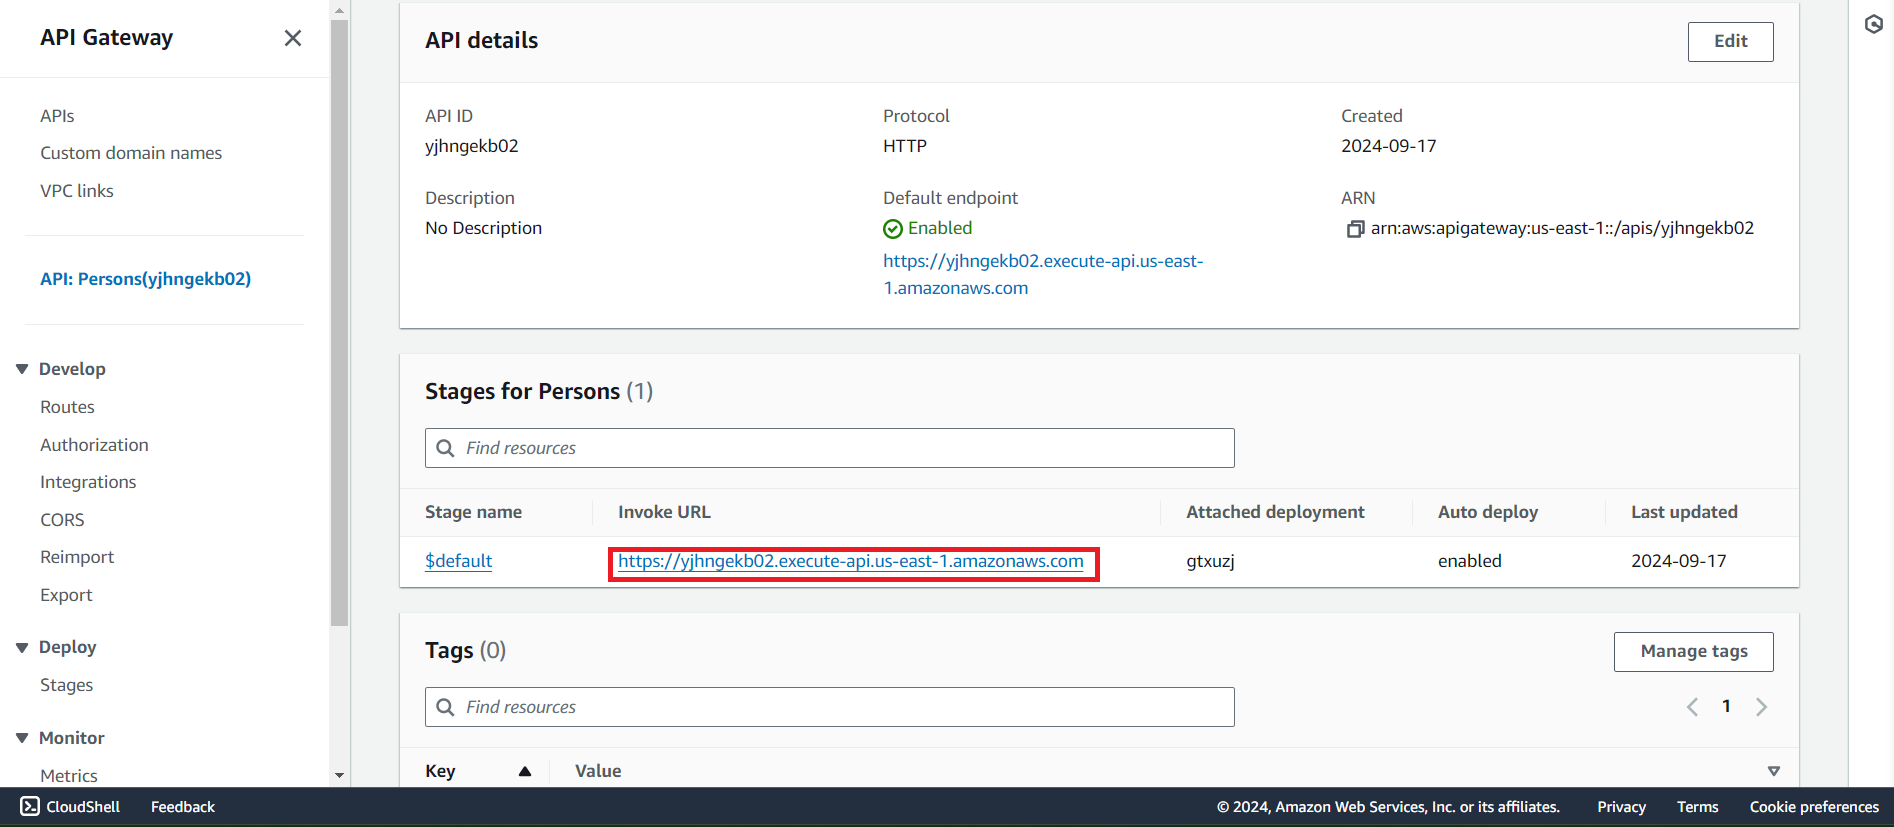 API Gateway
APIs
Custom domain names
VPC links
API: Persons(yjhngekb02)
Develop
Routes
Authorization
Integrations
CORS
Reimport
Export
Deploy
Stages
Monitor
Metrics
API details
Edit
API ID
yjhngekb02
Protocol
HTTP
Created
2024-09-17
Description
No Description
Default endpoint
Enabled
https://yjhngekb02.execute-api.us-east-
1.amazonaws.com
ARN
arn:aws:apigateway:us-east-1::/apis/yjhngekb02
Stages for Persons (1)
Find resources
Stage name Invoke URL Attached deployment Auto deploy Last updated
$default https://yjhngekb02.execute-api.us-east-1.amazonaws.com gtxuzj enabled 2024-09-17
Tags (0)
Manage tags
Find resources
1
Key Value
CloudShell Feedback © 2024, Amazon Web Services, Inc. or its affiliates. Privacy Terms Cookie preferences